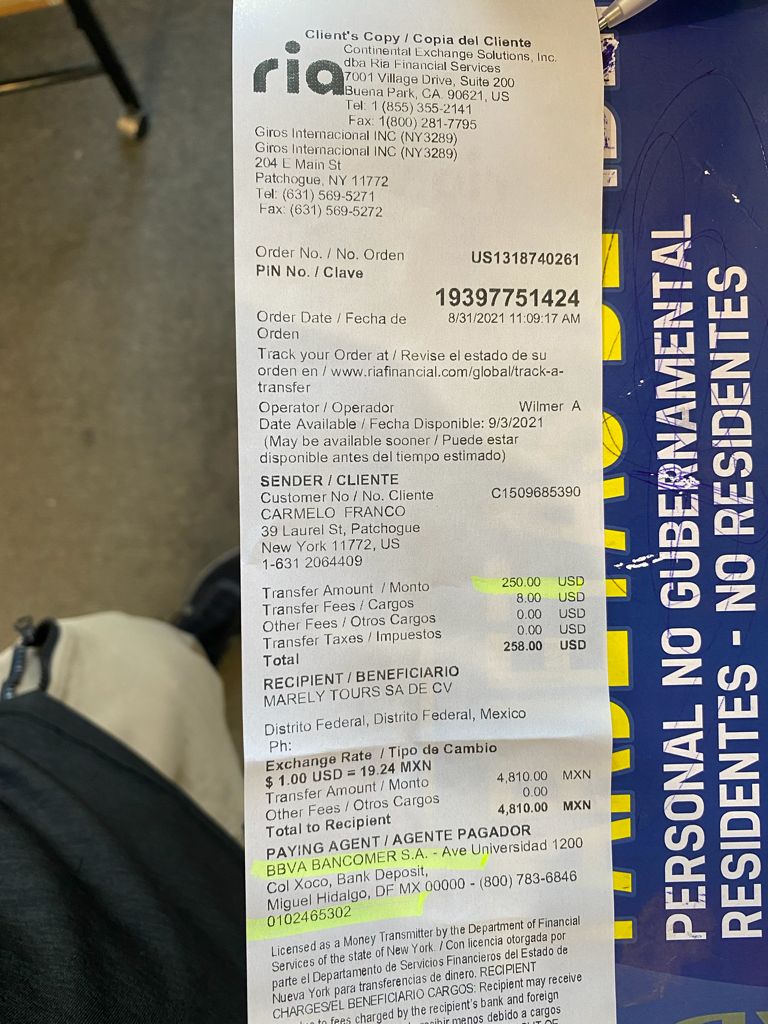 Client's Copy / Copia del Cliente
ria
Continental Exchange Solutions, Inc.
dba Ria Financial Services
7001 Village Drive, Suite 200
Buena Park, CA. 90621, US
Tel: 1 (855) 355-2141
Fax: 1(800) 281-7795
Giros Internacional INC (NY3289)
Giros Internacional INC (NY3289)
204 E Main St
Patchogue, NY 11772
Tel: (631) 569-5271
Fax: (631) 569-5272
Order No. / No. Orden US1318740261
PIN No. / Clave
19397751424
Order Date / Fecha de 8/31/2021 11:09:17 AM
Orden
Track your Order at / Revise el estado de su
orden en / www.riafinancial.com/global/track-a-
transfer
Operator / Operador Wilmer A
Date Available / Fecha Disponible: 9/3/2021
(May be available sooner / Puede estar
disponible antes del tiempo estimado)
SENDER / CLIENTE
Customer No / No. Cliente C1509685390
CARMELO FRANCO
39 Laurel St, Patchogue
New York 11772, US
1-631 2064409
Transfer Amount / Monto 250.00 USD
Transfer Fees / Cargos 8.00 USD
Other Fees / Otros Cargos 0.00 USD
Transfer Taxes / Impuestos 0.00 USD
Total 258.00 USD
RECIPIENT / BENEFICIARIO
MARELY TOURS SA DE CV
Distrito Federal, Distrito Federal, Mexico
Ph:
Exchange Rate / Tipo de Cambio
$ 1.00 USD = 19.24 MXN
Transfer Amount / Monto 4,810.00 MXN
Other Fees / Otros Cargos 0.00
Total to Recipient 4,810.00 MXN
PAYING AGENT / AGENTE PAGADOR
BBVA BANCOMER S.A. - Ave Universidad 1200
Col Xoco, Bank Deposit,
Miguel Hidalgo, DF MX 00000 - (800) 783-6846
0102465302
Licensed as a Money Transmitter by the Department of Financial
Services of the state of New York. / Con licencia otorgada por
parte el Departamento de Servicios Financieros del Estado de
Nueva York para transferencias de dinero. RECIPIENT
CHARGES/EL BENEFICIARIO CARGOS: Recipient may receive
to fees charged by the recipient's bank and foreign
menos debido a cargos
PERSONAL NO GUBERNAMENTAL
RESIDENTES - NO RESIDENTES